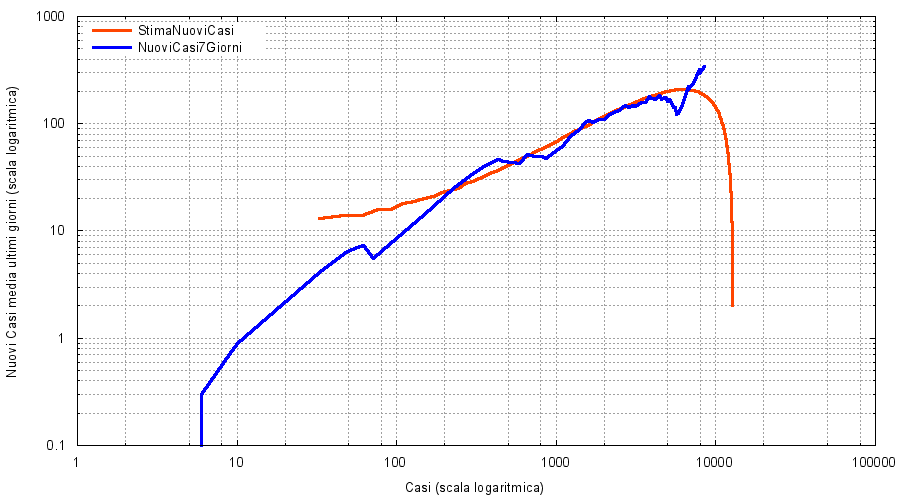 1000
StimaNuoviCasi
NuoviCasi7Giorni
100
10
1
0.1
Nuovi Casi media ultimi giorni (scala logaritmica)
1 10 100 1000 10000 100000
Casi (scala logaritmica)